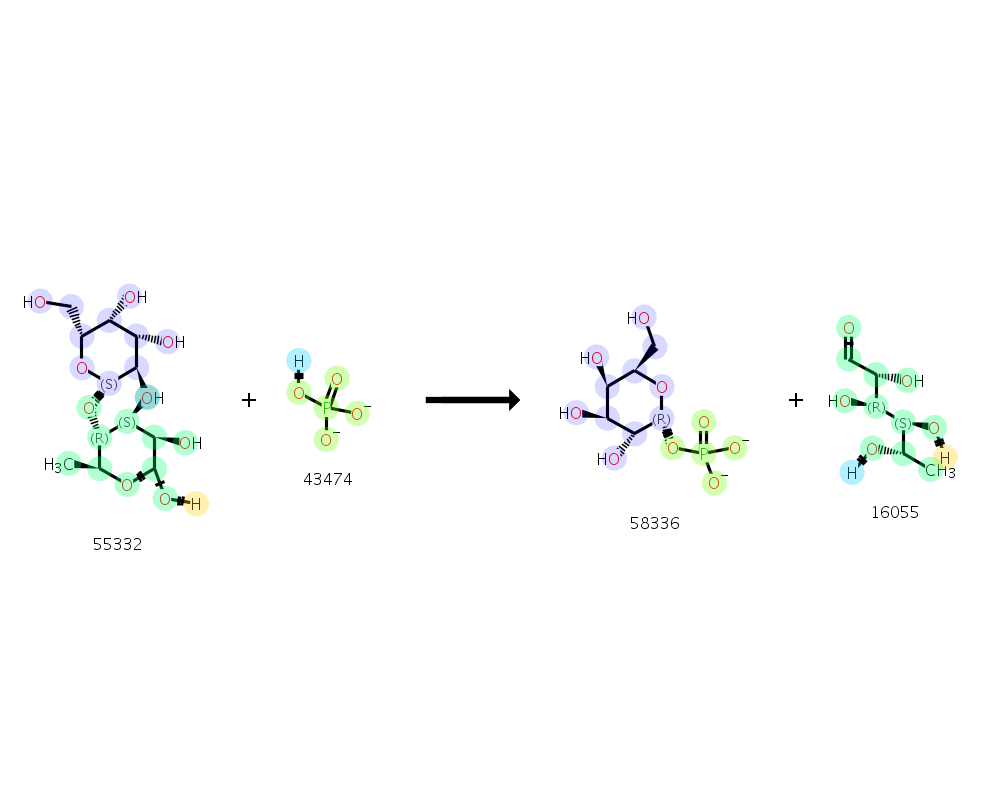 HO
OH
OH
O
(S)
OH
O
(S)
(R)
OH
H₃C
O
O
H
55332
+
H
O
O
P
O⁻
O⁻
43474
HO
HO
O
HO
(R)
O
HO
O
P
O⁻
O⁻
58336
+
O
OH
HO
(R)
(S)
O
O
H
H
CH₃
16055